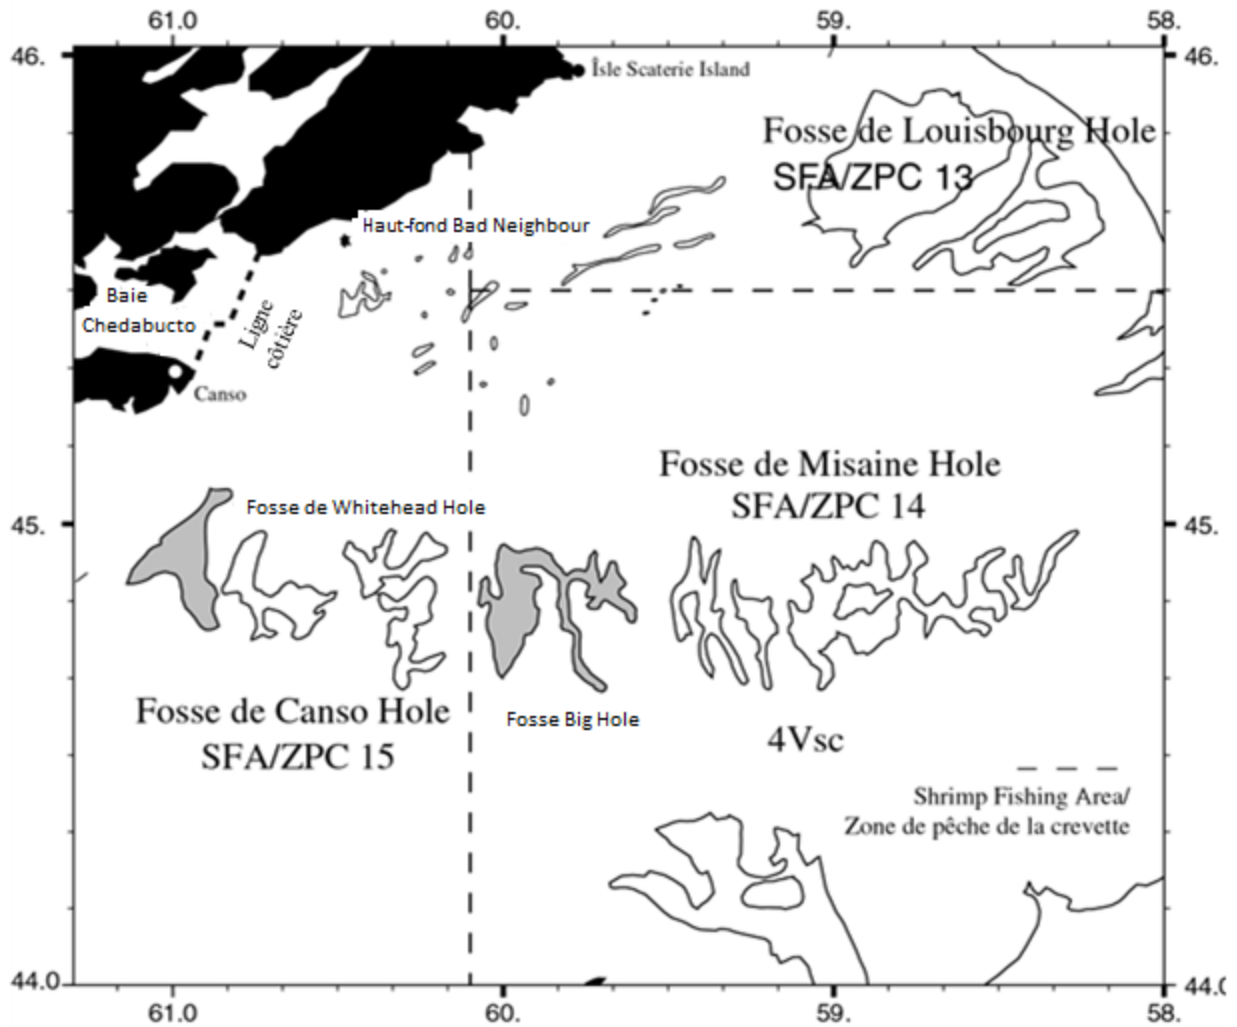 61.0 60. 59. 58.
46. 46.
Îsle Scaterie Island
Fosse de Louisbourg Hole
SFA/ZPC 13
Haut-fond Bad Neighbour
Baie
Chedabucto
Ligne
côtière
Canso
Fosse de Misaine Hole
SFA/ZPC 14
Fosse de Whitehead Hole
45. 45.
Fosse de Canso Hole
SFA/ZPC 15
Fosse Big Hole
4Vsc
Shrimp Fishing Area/
Zone de pêche de la crevette
44.0 44.0
61.0 60. 59. 58.